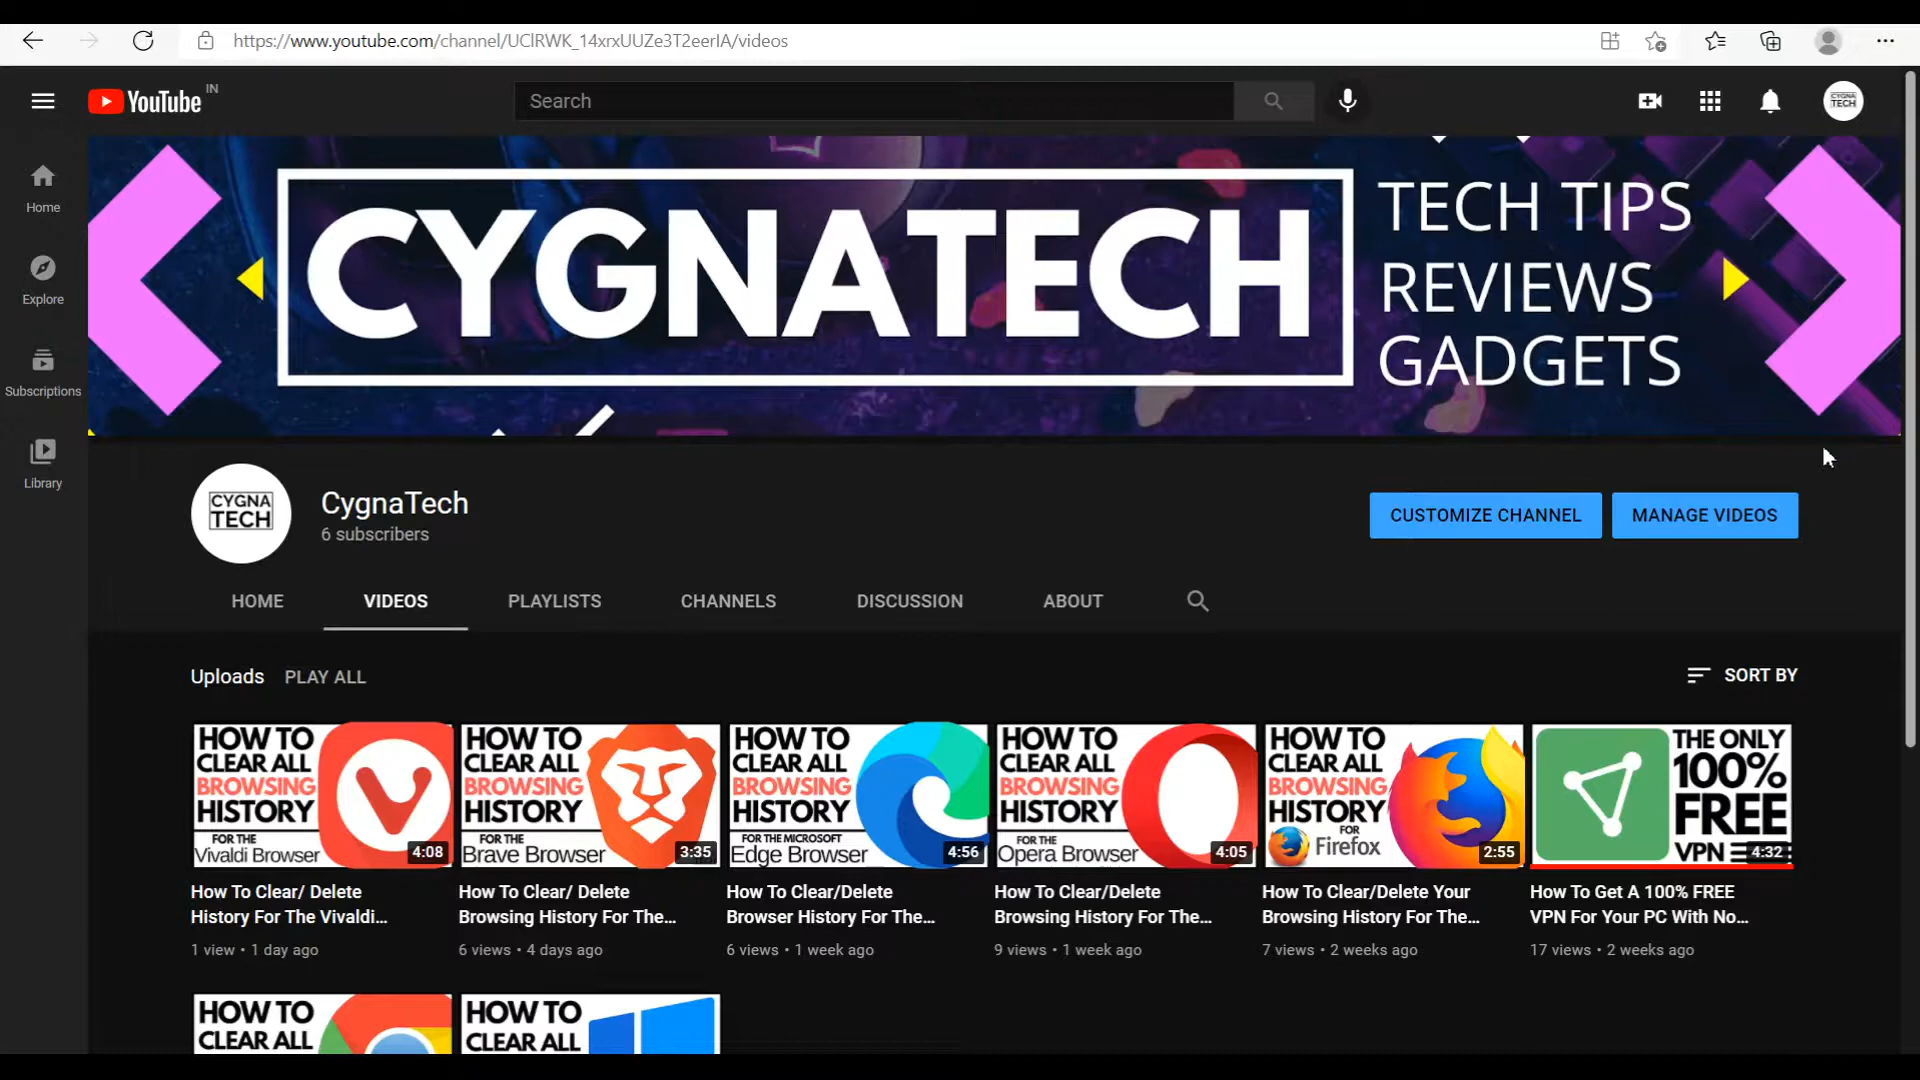 https://www.youtube.com/channel/UClRWK_14xrxUUZe3T2eerIA/videos
YouTube IN
Search
CYGNA TECH
Home
Explore
Subscriptions
Library
CYGNATECH
TECH TIPS
REVIEWS
GADGETS
CYGNA
TECH
CygnaTech
6 subscribers
CUSTOMIZE CHANNEL
MANAGE VIDEOS
HOME
VIDEOS
PLAYLISTS
CHANNELS
DISCUSSION
ABOUT
Uploads
PLAY ALL
SORT BY
HOW TO
CLEAR ALL
BROWSING
HISTORY
FOR THE
Vivaldi Browser
4:08
How To Clear/ Delete
History For The Vivaldi...
1 view • 1 day ago
HOW TO
CLEAR ALL
BROWSING
HISTORY
FOR THE
Brave Browser
3:35
How To Clear/ Delete
Browsing History For The...
6 views • 4 days ago
HOW TO
CLEAR ALL
BROWSING
HISTORY
FOR THE MICROSOFT
Edge Browser
4:56
How To Clear/Delete
Browser History For The...
6 views • 1 week ago
HOW TO
CLEAR ALL
BROWSING
HISTORY
FOR THE
Opera Browser
4:05
How To Clear/Delete
Browsing History For The...
9 views • 1 week ago
HOW TO
CLEAR ALL
BROWSING
HISTORY
FOR
Firefox
2:55
How To Clear/Delete Your
Browsing History For The...
7 views • 2 weeks ago
THE ONLY
100%
FREE
VPN
4:32
How To Get A 100% FREE
VPN For Your PC With No...
17 views • 2 weeks ago
HOW TO
CLEAR ALL
HOW TO
CLEAR ALL